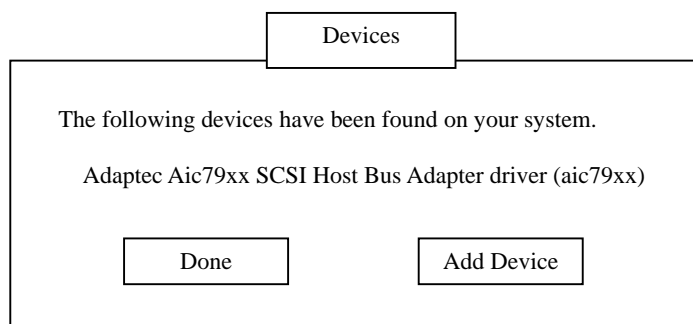 Devices
The following devices have been found on your system.
Adaptec Aic79xx SCSI Host Bus Adapter driver (aic79xx)
Done
Add Device